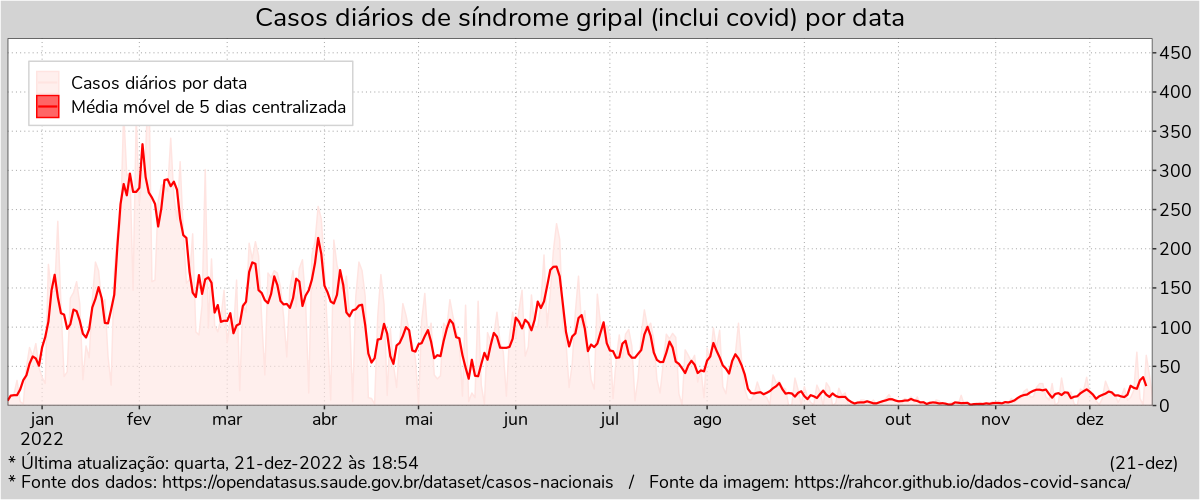 Casos diários de síndrome gripal (inclui covid) por data
Casos diários por data
Média móvel de 5 dias centralizada
450
400
350
300
250
200
150
100
50
0
jan fev mar abr mai jun jul ago set out nov dez
2022
* Última atualização: quarta, 21-dez-2022 às 18:54 (21-dez)
* Fonte dos dados: https://opendatasus.saude.gov.br/dataset/casos-nacionais / Fonte da imagem: https://rahcor.github.io/dados-covid-sanca/